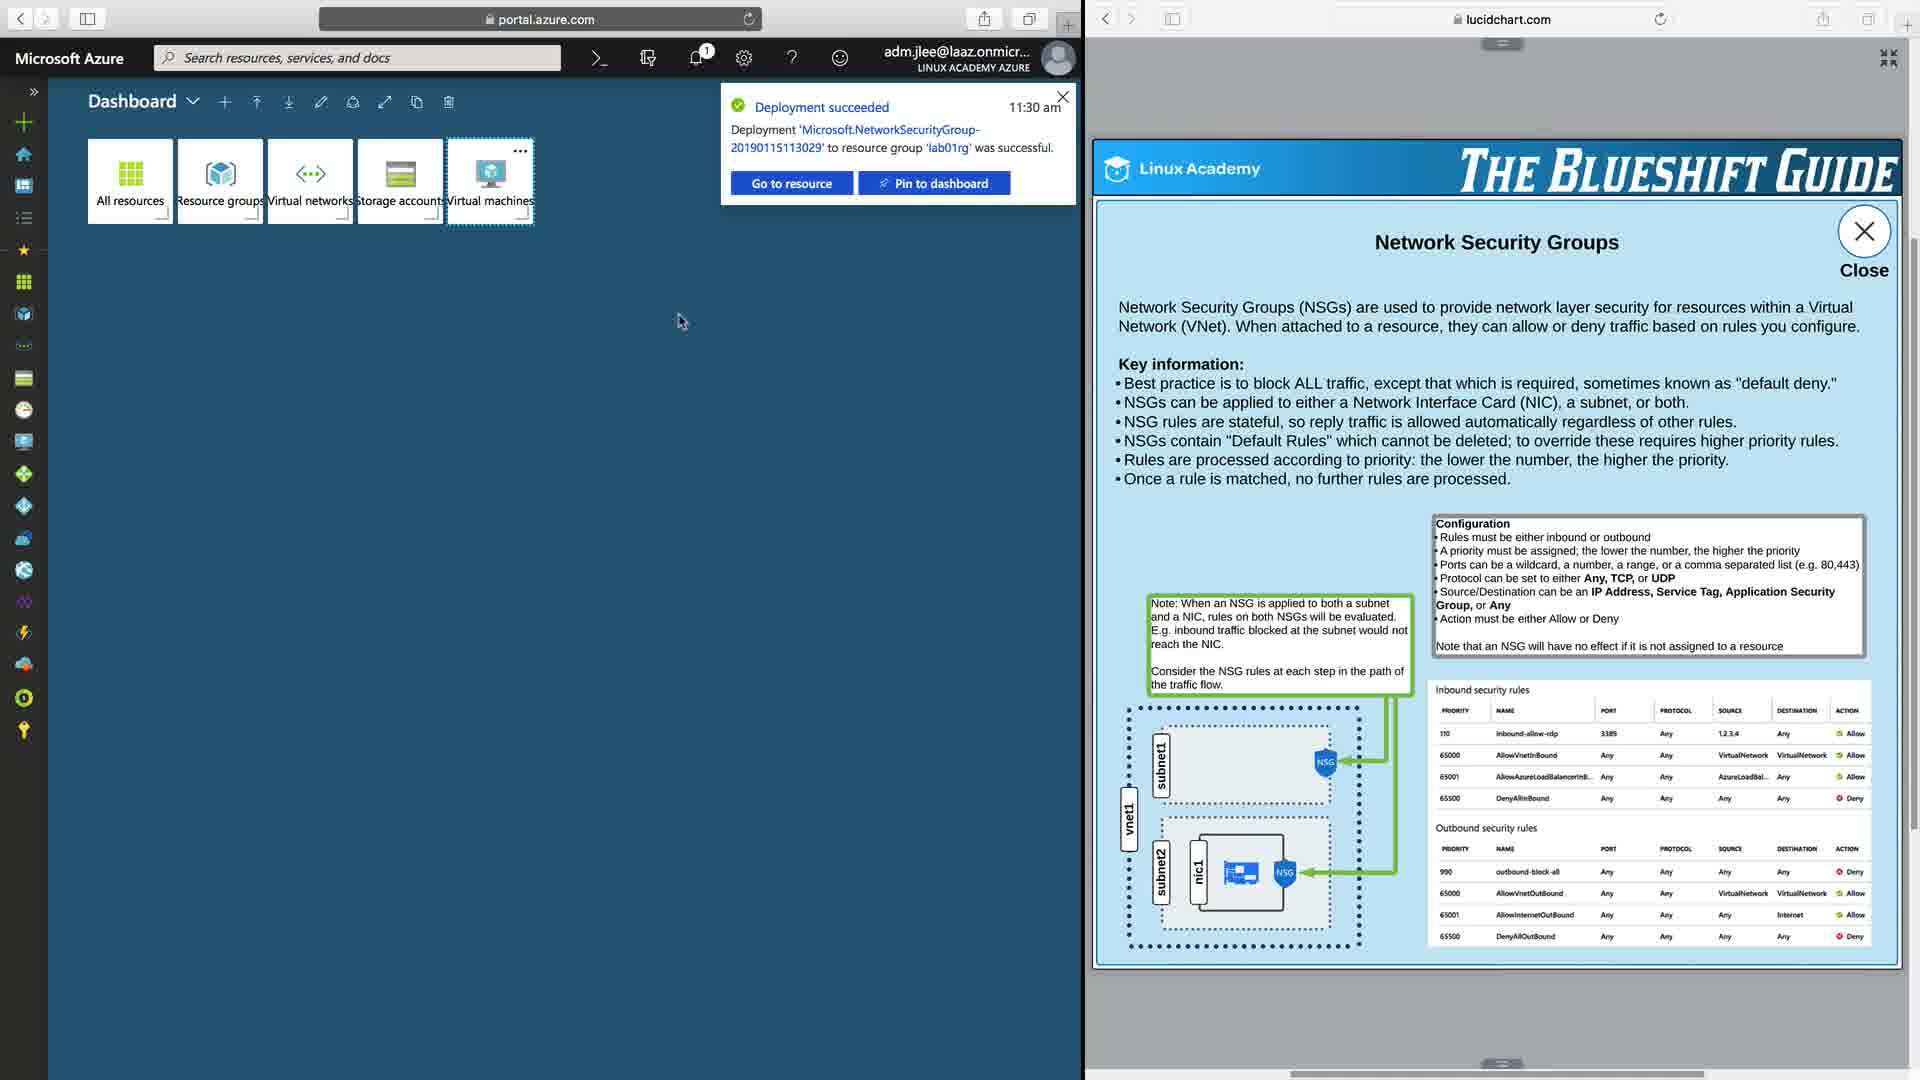 portal.azure.com
Microsoft Azure
Search resources, services, and docs
1
adm.jlee@laaz.onmicr...
LINUX ACADEMY AZURE
Dashboard
All resources
Resource groups
Virtual networks
Storage accounts
Virtual machines
Deployment succeeded
11:30 am
Deployment 'Microsoft.NetworkSecurityGroup-
20190115113029' to resource group 'lab01rg' was successful.
Go to resource
Pin to dashboard
lucidchart.com
Linux Academy
THE BLUESHIFT GUIDE
Network Security Groups
Close
Network Security Groups (NSGs) are used to provide network layer security for resources within a Virtual
Network (VNet). When attached to a resource, they can allow or deny traffic based on rules you configure.
Key information:
• Best practice is to block ALL traffic, except that which is required, sometimes known as "default deny."
• NSGs can be applied to either a Network Interface Card (NIC), a subnet, or both.
• NSG rules are stateful, so reply traffic is allowed automatically regardless of other rules.
• NSGs contain "Default Rules" which cannot be deleted; to override these requires higher priority rules.
• Rules are processed according to priority: the lower the number, the higher the priority.
• Once a rule is matched, no further rules are processed.
Configuration
• Rules must be either inbound or outbound
• A priority must be assigned; the lower the number, the higher the priority
• Ports can be a wildcard, a number, a range, or a comma separated list (e.g. 80,443)
• Protocol can be set to either Any, TCP, or UDP
• Source/Destination can be an IP Address, Service Tag, Application Security
Group, or Any
• Action must be either Allow or Deny
Note that an NSG will have no effect if it is not assigned to a resource
Note: When an NSG is applied to both a subnet
and a NIC, rules on both NSGs will be evaluated.
E.g. inbound traffic blocked at the subnet would not
reach the NIC.
Consider the NSG rules at each step in the path of
the traffic flow.
vnet1
subnet1
NSG
subnet2
nic1
NSG
Inbound security rules
PRIORITY NAME PORT PROTOCOL SOURCE DESTINATION ACTION
110 inbound-allow-rdp 3389 Any 1.2.3.4 Any Allow
65000 AllowVnetInBound Any Any VirtualNetwork VirtualNetwork Allow
65001 AllowAzureLoadBalancerInB... Any Any AzureLoadBal... Any Allow
65500 DenyAllInBound Any Any Any Any Deny
Outbound security rules
PRIORITY NAME PORT PROTOCOL SOURCE DESTINATION ACTION
990 outbound-block-all Any Any Any Any Deny
65000 AllowVnetOutBound Any Any VirtualNetwork VirtualNetwork Allow
65001 AllowInternetOutBound Any Any Any Internet Allow
65500 DenyAllOutBound Any Any Any Any Deny